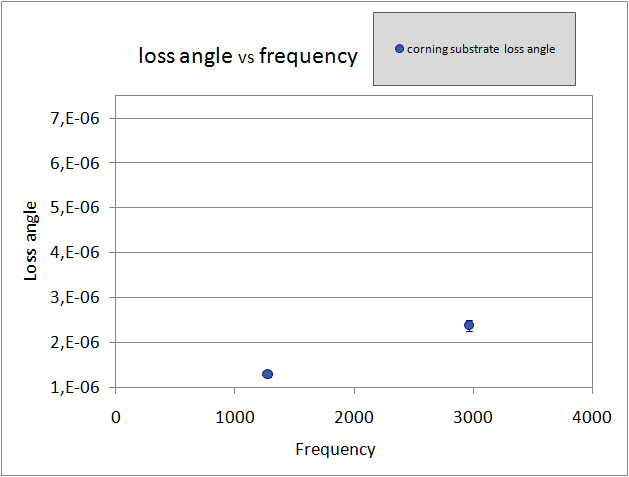 loss angle vs frequency
corning substrate loss angle
7,E-06
6,E-06
5,E-06
4,E-06
3,E-06
2,E-06
1,E-06
Loss angle
0 1000 2000 3000 4000
Frequency